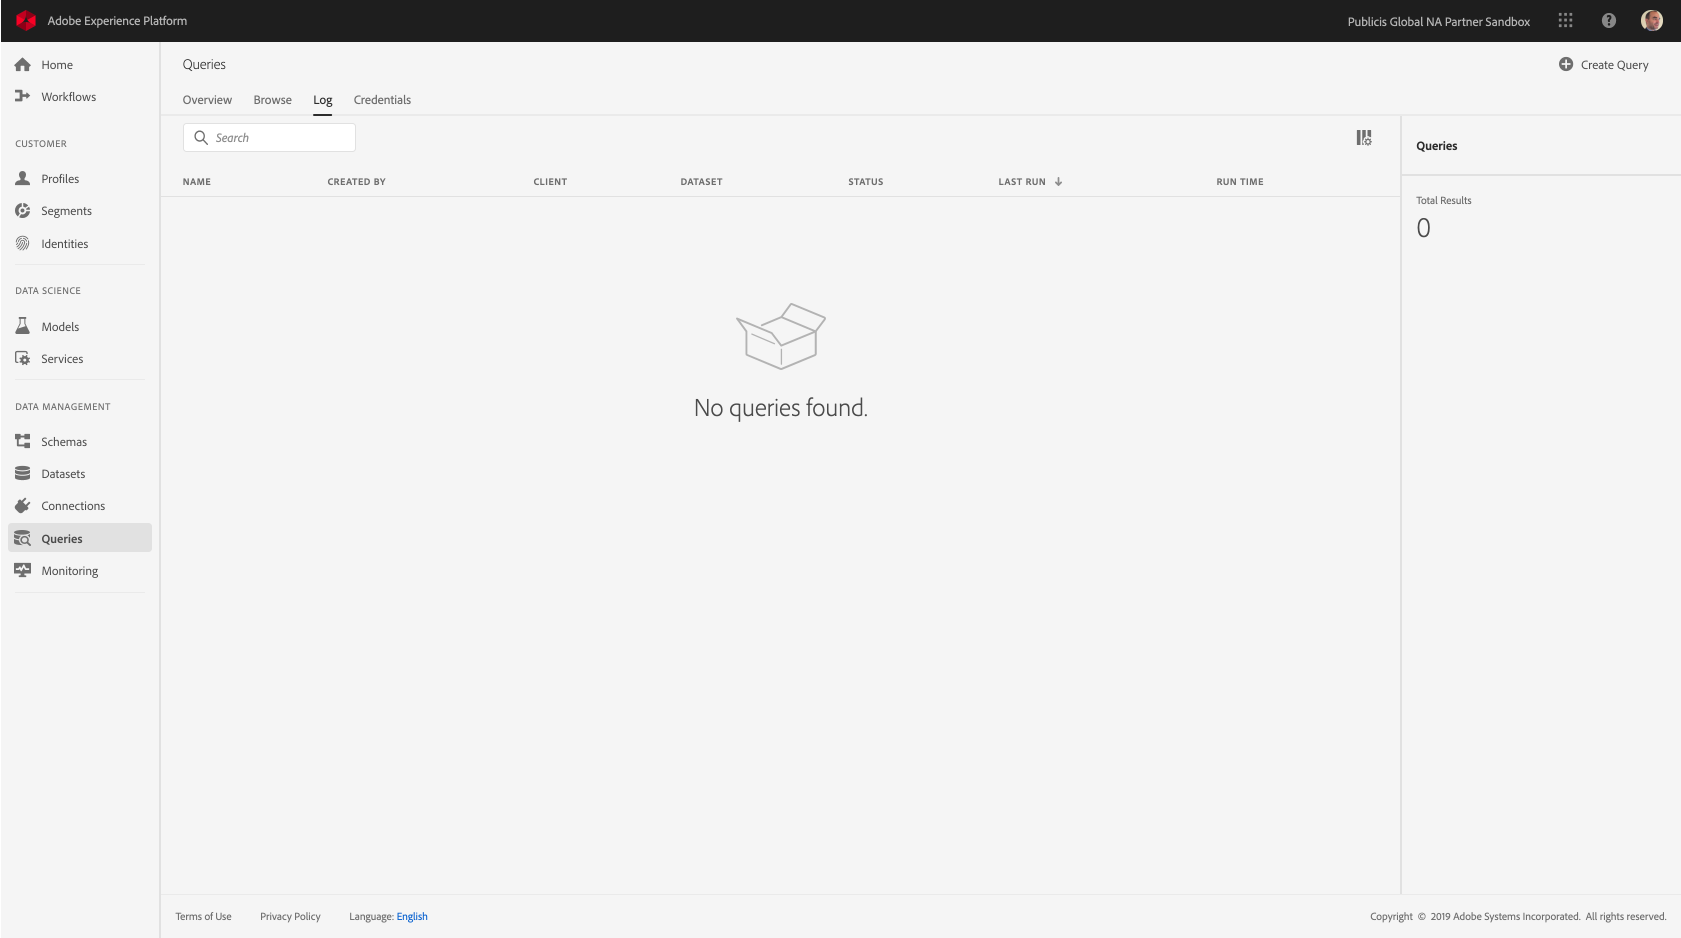 Adobe Experience Platform
Publicis Global NA Partner Sandbox
Home
Workflows
CUSTOMER
Profiles
Segments
Identities
DATA SCIENCE
Models
Services
DATA MANAGEMENT
Schemas
Datasets
Connections
Queries
Monitoring
Queries
Create Query
Overview Browse Log Credentials
Search
NAME CREATED BY CLIENT DATASET STATUS LAST RUN RUN TIME
No queries found.
Queries
Total Results
0
Terms of Use Privacy Policy Language: English
Copyright © 2019 Adobe Systems Incorporated. All rights reserved.